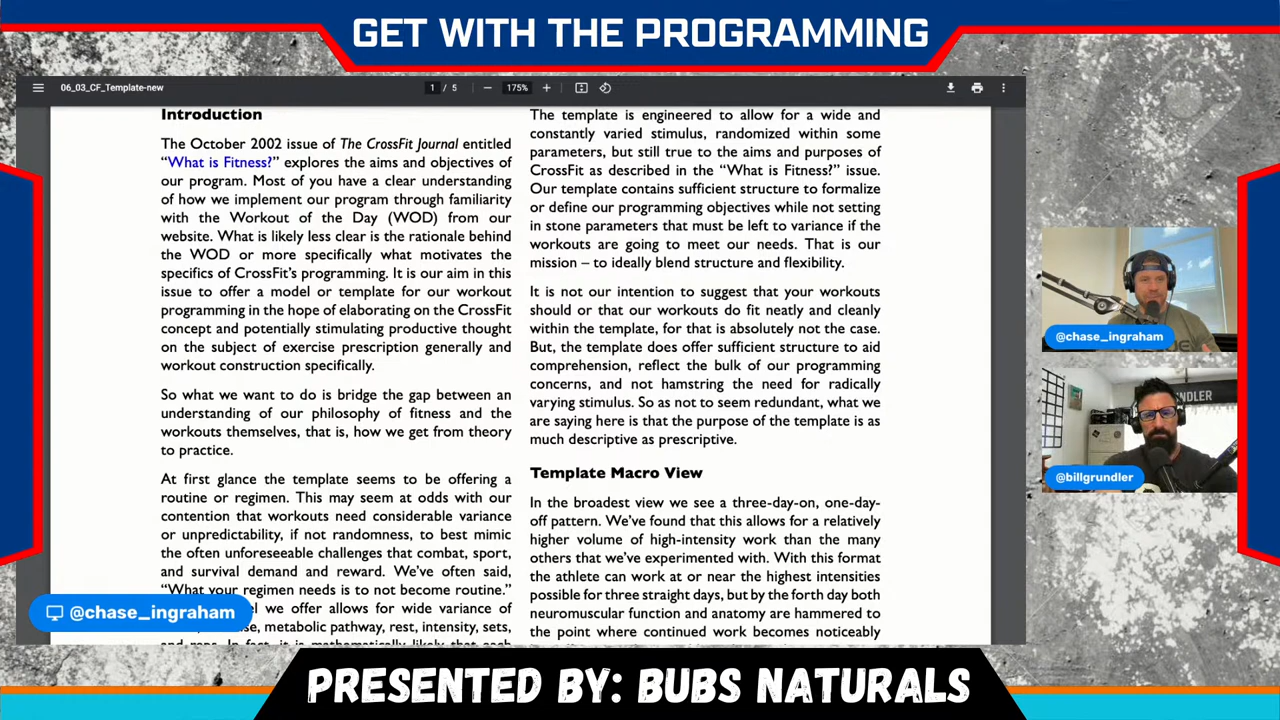 GET WITH THE PROGRAMMING
06_03_CF_Template-new
1 / 5
175%
Introduction
The October 2002 issue of The CrossFit Journal entitled
“What is Fitness?” explores the aims and objectives of
our program. Most of you have a clear understanding
of how we implement our program through familiarity
with the Workout of the Day (WOD) from our
website. What is likely less clear is the rationale behind
the WOD or more specifically what motivates the
specifics of CrossFit’s programming. It is our aim in this
issue to offer a model or template for our workout
programming in the hope of elaborating on the CrossFit
concept and potentially stimulating productive thought
on the subject of exercise prescription generally and
workout construction specifically.
So what we want to do is bridge the gap between an
understanding of our philosophy of fitness and the
workouts themselves, that is, how we get from theory
to practice.
At first glance the template seems to be offering a
routine or regimen. This may seem at odds with our
contention that workouts need considerable variance
or unpredictability, if not randomness, to best mimic
the often unforeseeable challenges that combat, sport,
and survival demand and reward. We’ve often said,
“What your regimen needs is to not become routine.”
we offer allows for wide variance of
metabolic pathway, rest, intensity, sets,
and reps. In fact, it is mathematically likely that each
The template is engineered to allow for a wide and
constantly varied stimulus, randomized within some
parameters, but still true to the aims and purposes of
CrossFit as described in the “What is Fitness?” issue.
Our template contains sufficient structure to formalize
or define our programming objectives while not setting
in stone parameters that must be left to variance if the
workouts are going to meet our needs. That is our
mission – to ideally blend structure and flexibility.
It is not our intention to suggest that your workouts
should or that our workouts do fit neatly and cleanly
within the template, for that is absolutely not the case.
But, the template does offer sufficient structure to aid
comprehension, reflect the bulk of our programming
concerns, and not hamstring the need for radically
varying stimulus. So as not to seem redundant, what we
are saying here is that the purpose of the template is as
much descriptive as prescriptive.
Template Macro View
In the broadest view we see a three-day-on, one-day-
off pattern. We’ve found that this allows for a relatively
higher volume of high-intensity work than the many
others that we’ve experimented with. With this format
the athlete can work at or near the highest intensities
possible for three straight days, but by the forth day both
neuromuscular function and anatomy are hammered to
the point where continued work becomes noticeably
@chase_ingraham
@chase_ingraham
@billgrundler
PRESENTED BY: BUBS NATURALS